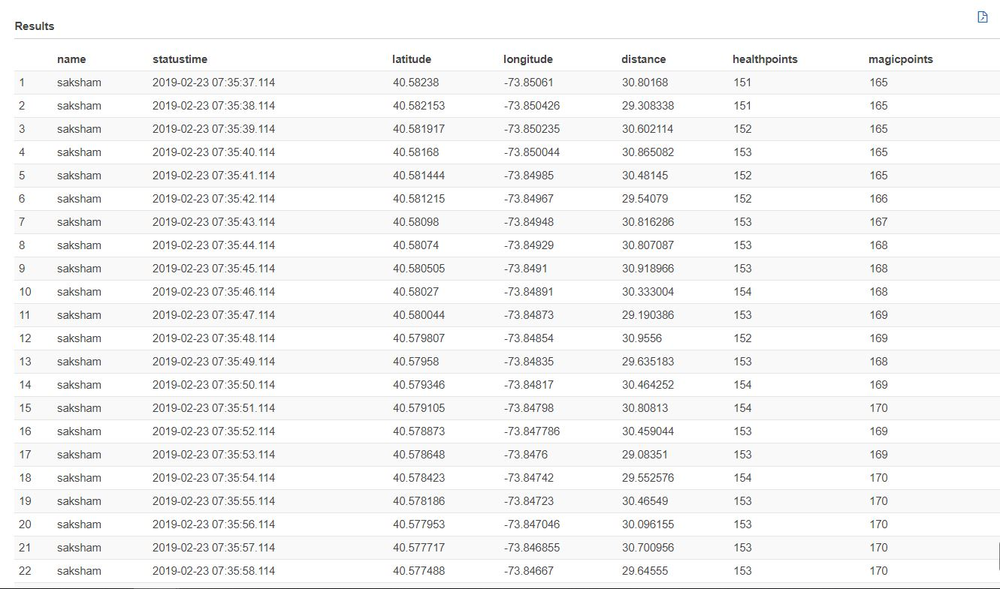 Results
name statustime latitude longitude distance healthpoints magicpoints
1 saksham 2019-02-23 07:35:37.114 40.58238 -73.85061 30.80168 151 165
2 saksham 2019-02-23 07:35:38.114 40.582153 -73.850426 29.308338 151 165
3 saksham 2019-02-23 07:35:39.114 40.581917 -73.850235 30.602114 152 165
4 saksham 2019-02-23 07:35:40.114 40.58168 -73.850044 30.865082 153 165
5 saksham 2019-02-23 07:35:41.114 40.581444 -73.84985 30.48145 152 165
6 saksham 2019-02-23 07:35:42.114 40.581215 -73.84967 29.54079 152 166
7 saksham 2019-02-23 07:35:43.114 40.58098 -73.84948 30.816286 153 167
8 saksham 2019-02-23 07:35:44.114 40.58074 -73.84929 30.807087 153 168
9 saksham 2019-02-23 07:35:45.114 40.580505 -73.8491 30.918966 153 168
10 saksham 2019-02-23 07:35:46.114 40.58027 -73.84891 30.333004 154 168
11 saksham 2019-02-23 07:35:47.114 40.580044 -73.84873 29.190386 153 169
12 saksham 2019-02-23 07:35:48.114 40.579807 -73.84854 30.9556 152 169
13 saksham 2019-02-23 07:35:49.114 40.57958 -73.84835 29.635183 153 168
14 saksham 2019-02-23 07:35:50.114 40.579346 -73.84817 30.464252 154 169
15 saksham 2019-02-23 07:35:51.114 40.579105 -73.84798 30.80813 154 170
16 saksham 2019-02-23 07:35:52.114 40.578873 -73.847786 30.459044 153 169
17 saksham 2019-02-23 07:35:53.114 40.578648 -73.8476 29.08351 153 169
18 saksham 2019-02-23 07:35:54.114 40.578423 -73.84742 29.552576 154 170
19 saksham 2019-02-23 07:35:55.114 40.578186 -73.84723 30.46549 153 170
20 saksham 2019-02-23 07:35:56.114 40.577953 -73.847046 30.096155 153 170
21 saksham 2019-02-23 07:35:57.114 40.577717 -73.846855 30.700956 153 170
22 saksham 2019-02-23 07:35:58.114 40.577488 -73.84667 29.64555 153 170